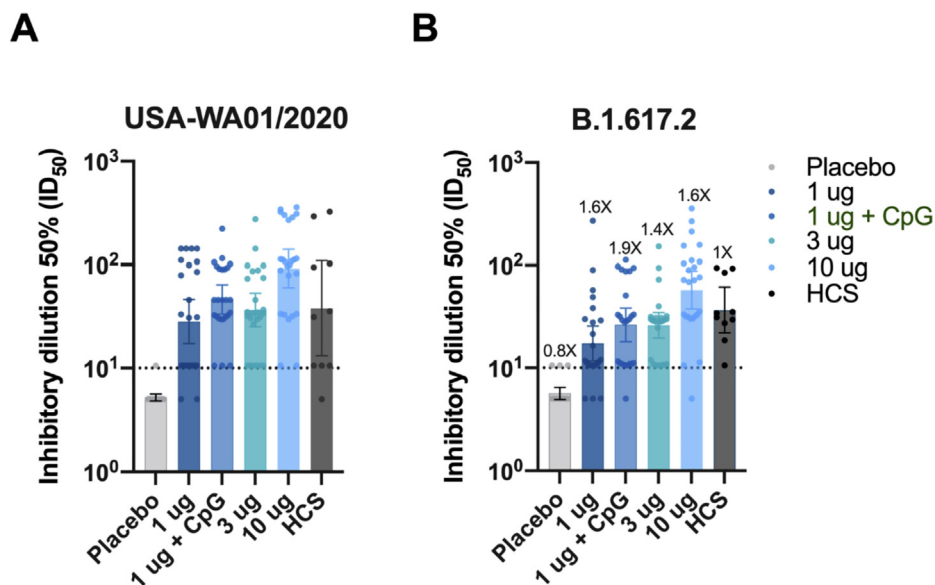 A
B
USA-WA01/2020
B.1.617.2
Inhibitory dilution 50% (ID50)
10³
10²
10¹
10⁰
Placebo
1 ug
1 ug + CpG
3 ug
10 ug
HCS
Inhibitory dilution 50% (ID50)
10³
10²
10¹
10⁰
0.8X
1.6X
1.9X
1.4X
1.6X
1X
Placebo
1 ug
1 ug + CpG
3 ug
10 ug
HCS
Placebo
1 ug
1 ug + CpG
3 ug
10 ug
HCS